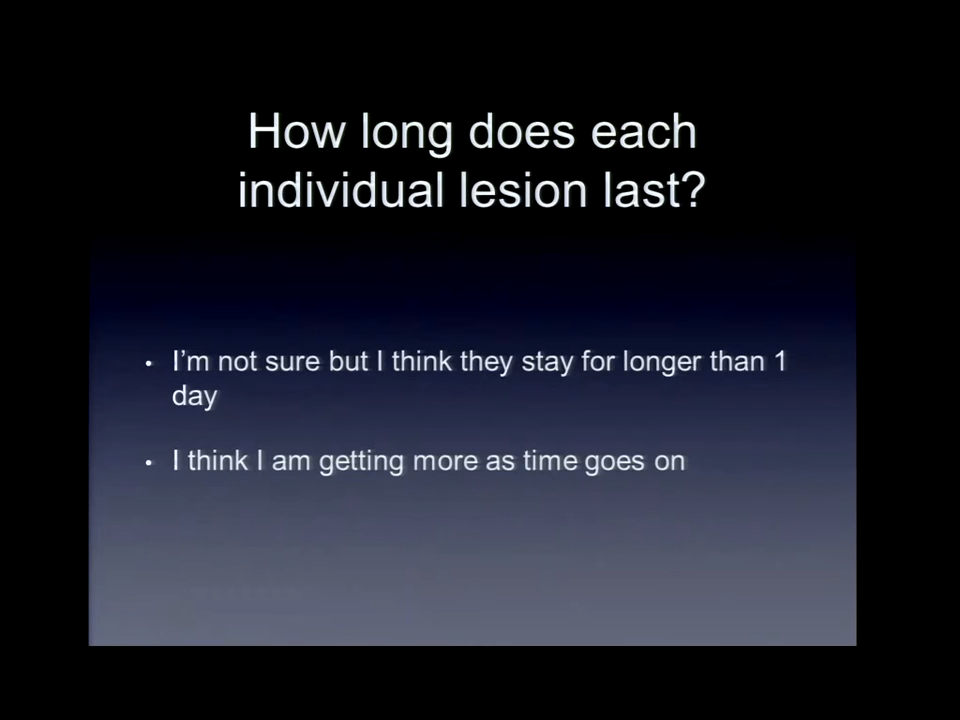 How long does each
individual lesion last?
• I'm not sure but I think they stay for longer than 1
day
• I think I am getting more as time goes on